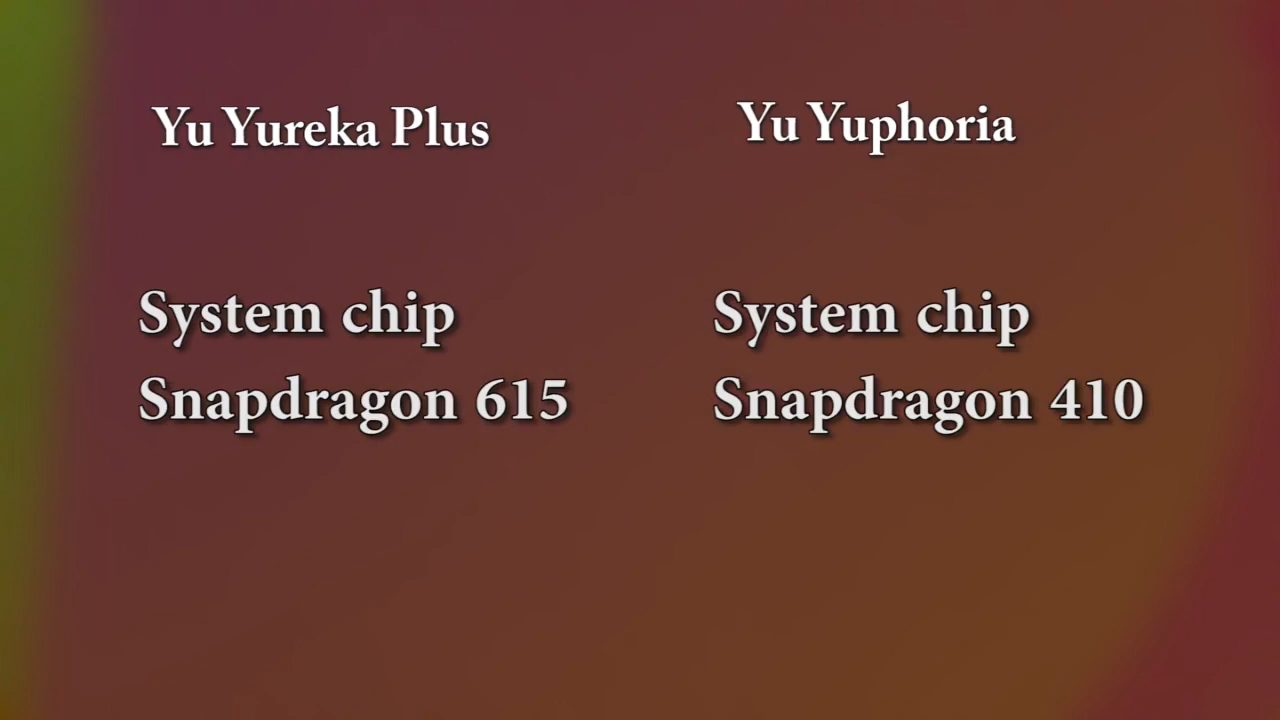 Yu Yureka Plus
Yu Yuphoria
System chip
Snapdragon 615
System chip
Snapdragon 410